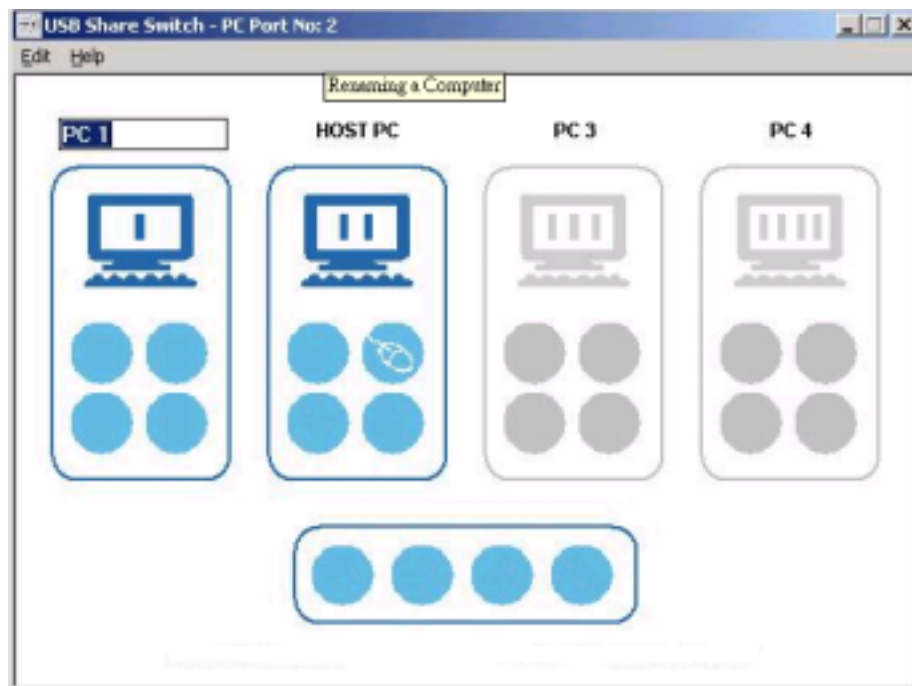 USB Share Switch - PC Port No: 2
Edit Help
Renaming a Computer
PC 1 HOST PC PC 3 PC 4